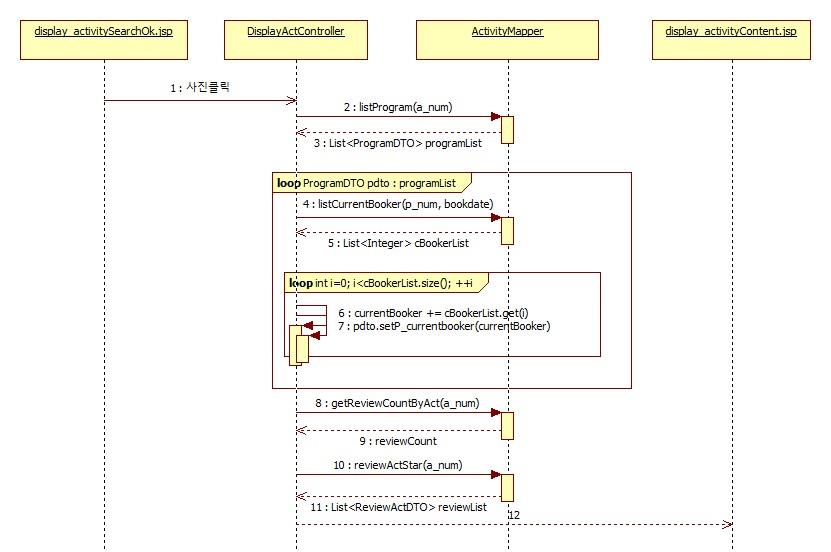 display_activitySearchOk.jsp
DisplayActController
ActivityMapper
display_activityContent.jsp
1 : 사진클릭
2 : listProgram(a_num)
3 : List<ProgramDTO> programList
loop ProgramDTO pdto : programList
4 : listCurrentBooker(p_num, bookdate)
5 : List<Integer> cBookerList
loop int i=0; i<cBookerList.size(); ++i
6 : currentBooker += cBookerList.get(i)
7 : pdto.setP_currentbooker(currentBooker)
8 : getReviewCountByAct(a_num)
9 : reviewCount
10 : reviewActStar(a_num)
11 : List<ReviewActDTO> reviewList
12